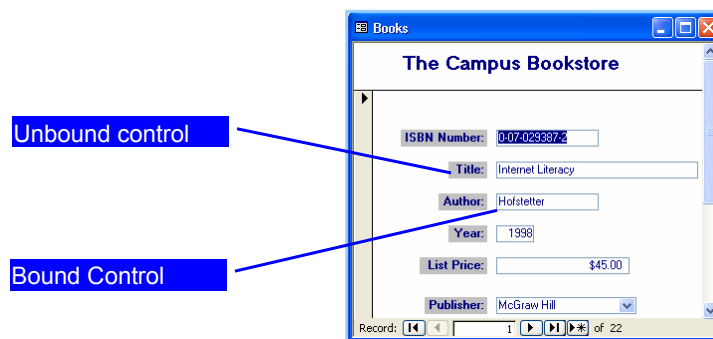 Books
The Campus Bookstore
Unbound control
ISBN Number: 0-07-029387-2
Title: Internet Literacy
Author: Hofstetter
Year: 1998
Bound Control
List Price: $45.00
Publisher: McGraw Hill
Record: 1 of 22